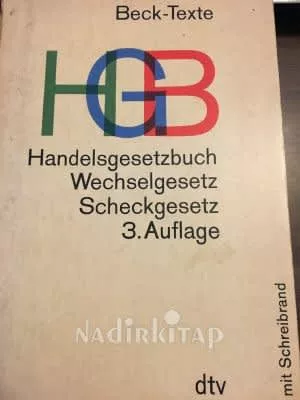 Beck-Texte
HGB
Handelsgesetzbuch
Wechselgesetz
Scheckgesetz
3. Auflage
NADIRKITAP
dtv
mit Schreibrand